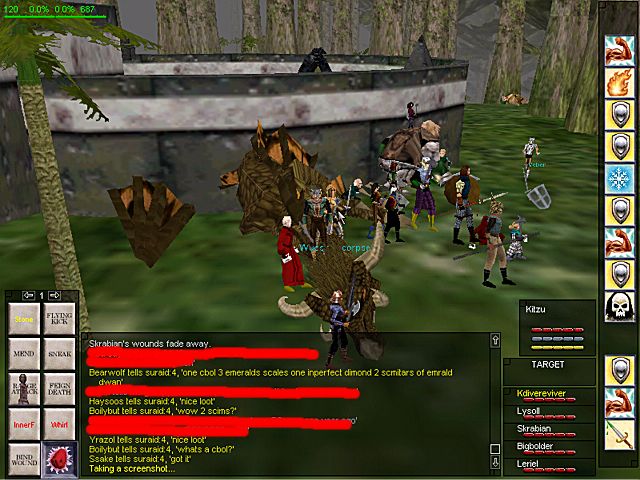 120 0.0% 0.0% 687
Veber
corpse
1
Stone
FLYING KICK
MEND
SNEAK
RANGE ATTACK
FEIGN DEATH
InnerF
Whirl
BIND WOUND
Skrabian's wounds fade away.
Bearwolf tells suraid:4, 'one cbol 3 emeralds scales one inperfect dimond 2 scmitars of emrald
dwan'
Haysoos tells suraid:4, 'nice loot'
Boilybut tells suraid:4, 'wow 2 scims?'
Yrazol tells suraid:4, 'nice loot'
Boilybut tells suraid:4, 'whats a cbol?'
Ssake tells suraid:4, 'got it'
Taking a screenshot...
Kitzu
TARGET
Kdivereviver
Lysoll
Skrabian
Bigbolder
Leriel